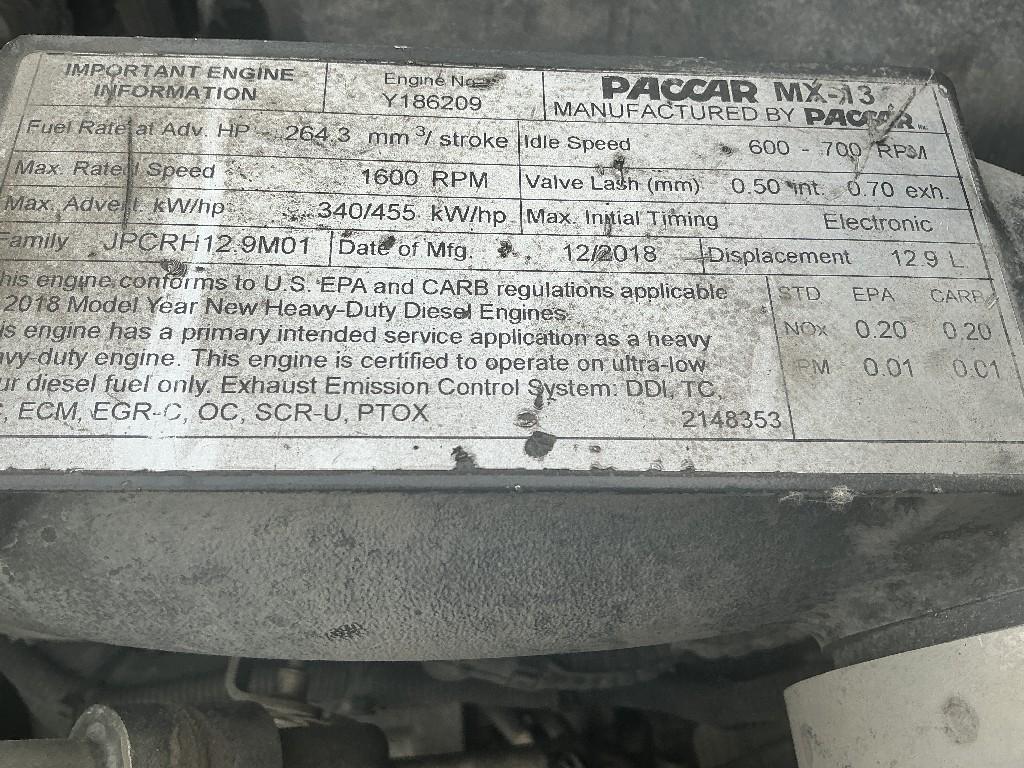 IMPORTANT ENGINE INFORMATION
Engine No.
Y186209
PACCAR MX-13
MANUFACTURED BY PACCAR INC
Fuel Rate at Adv. HP 264.3 mm³/ stroke
Idle Speed 600 - 700 RPM
Max. Rated Speed 1600 RPM
Valve Lash (mm) 0.50 int. 0.70 exh.
Max. Advert. kW/hp 340/455 kW/hp
Max. Initial Timing Electronic
Family JPCRH12.9M01
Date of Mfg. 12/2018
Displacement 12.9 L
his engine conforms to U.S. EPA and CARB regulations applicable
2018 Model Year New Heavy-Duty Diesel Engines.
is engine has a primary intended service application as a heavy
avy-duty engine. This engine is certified to operate on ultra-low
ur diesel fuel only. Exhaust Emission Control System: DDI, TC,
, ECM, EGR-C, OC, SCR-U, PTOX 2148353
STD EPA CARB
NOx 0.20 0.20
PM 0.01 0.01